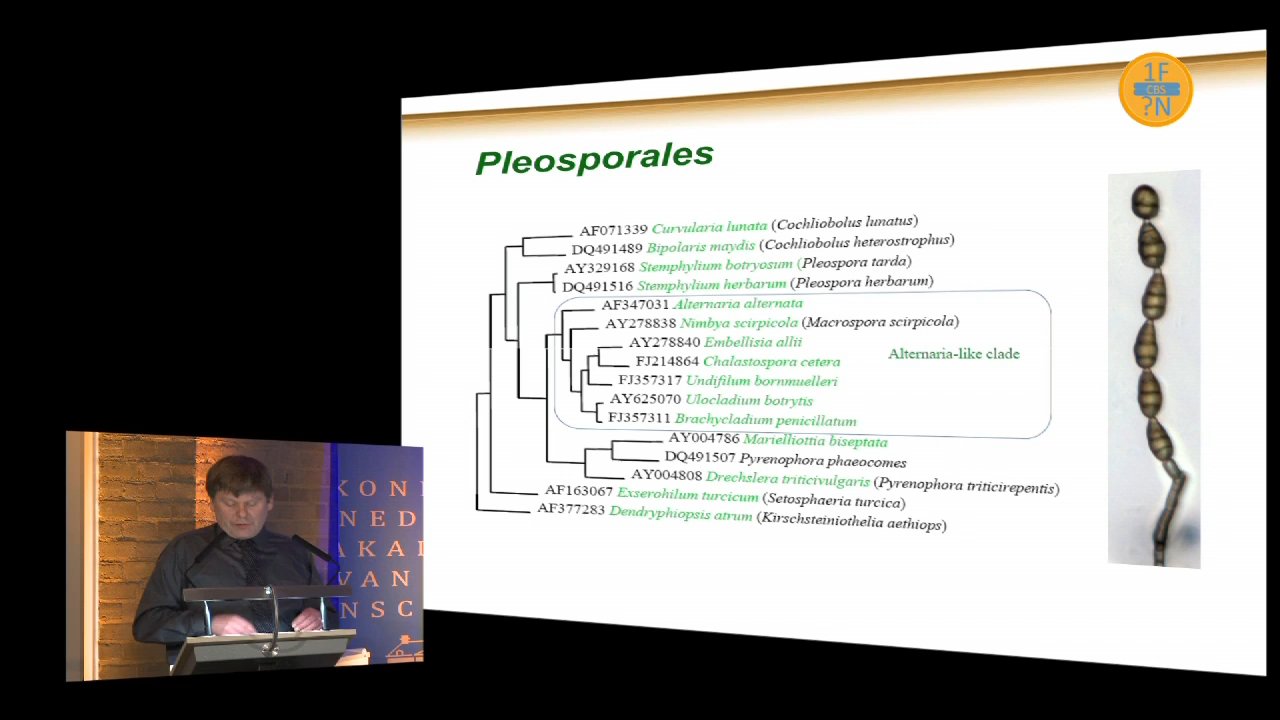 1F
CBS
?N
Pleosporales
AF071339 Curvularia lunata (Cochliobolus lunatus)
DQ491489 Bipolaris maydis (Cochliobolus heterostrophus)
AY329168 Stemphylium botryosum (Pleospora tarda)
DQ491516 Stemphylium herbarum (Pleospora herbarum)
AF347031 Alternaria alternata
AY278838 Nimbya scirpicola (Macrospora scirpicola)
AY278840 Embellisia allii
FJ214864 Chalastospora cetera
Alternaria-like clade
FJ357317 Undifilum bornmuelleri
AY625070 Ulocladium botrytis
FJ357311 Brachycladium penicillatum
AY004786 Marielliottia biseptata
DQ491507 Pyrenophora phaeocomes
AY004808 Drechslera triticivulgaris (Pyrenophora triticirepentis)
AF163067 Exserohilum turcicum (Setosphaeria turcica)
AF377283 Dendryphiopsis atrum (Kirschsteiniothelia aethiops)
KONI
NED
AKAI
VAN
NSC